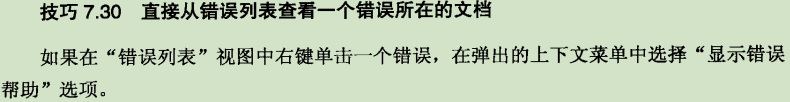 技巧 7.30 直接从错误列表查看一个错误所在的文档
如果在“错误列表”视图中右键单击一个错误，在弹出的上下文菜单中选择“显示错误
帮助”选项。